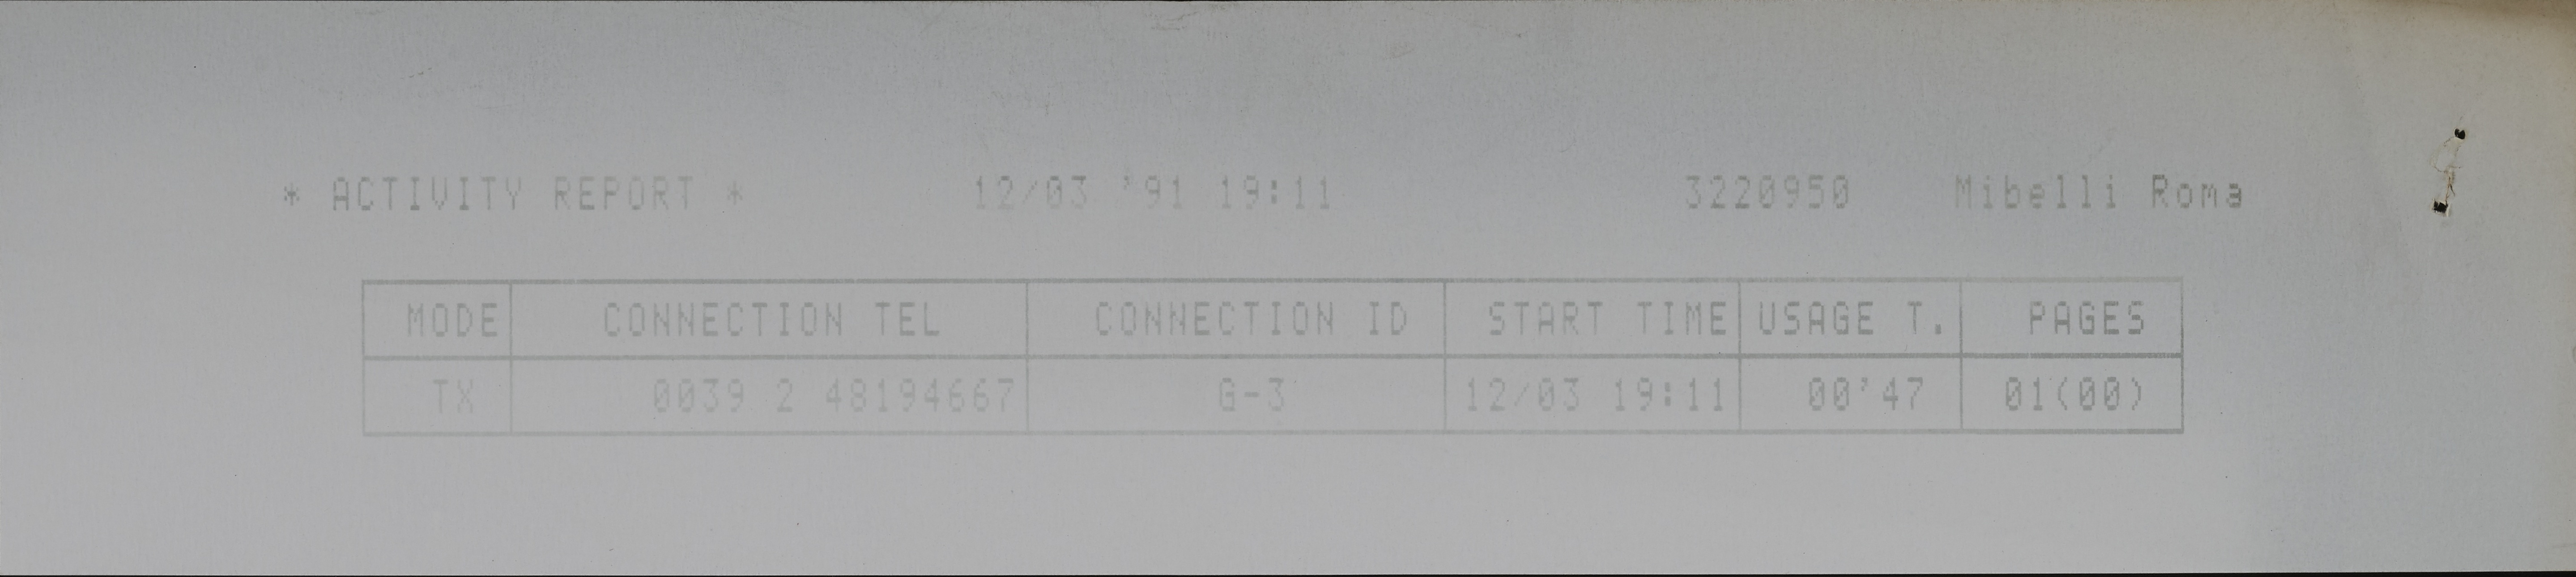 * ACTIVITY REPORT * 12/03 '91 19:11 3220950 Mibelli Roma
MODE CONNECTION TEL CONNECTION ID START TIME USAGE T. PAGES
TX 0039 2 48194667 G-3 12/03 19:11 00'47 01(00)